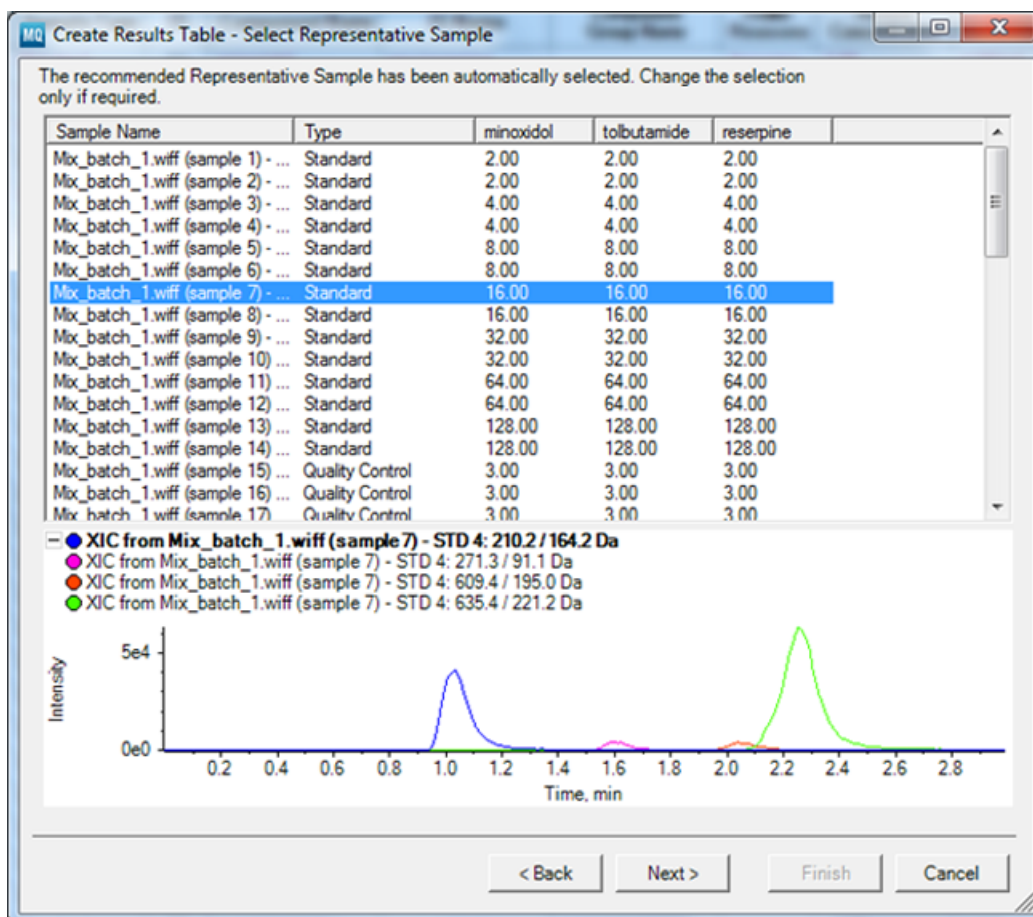 MQ Create Results Table - Select Representative Sample
The recommended Representative Sample has been automatically selected. Change the selection
only if required.
Sample Name Type minoxidol tolbutamide reserpine
Mix_batch_1.wiff (sample 1) - ... Standard 2.00 2.00 2.00
Mix_batch_1.wiff (sample 2) - ... Standard 2.00 2.00 2.00
Mix_batch_1.wiff (sample 3) - ... Standard 4.00 4.00 4.00
Mix_batch_1.wiff (sample 4) - ... Standard 4.00 4.00 4.00
Mix_batch_1.wiff (sample 5) - ... Standard 8.00 8.00 8.00
Mix_batch_1.wiff (sample 6) - ... Standard 8.00 8.00 8.00
Mix_batch_1.wiff (sample 7) - ... Standard 16.00 16.00 16.00
Mix_batch_1.wiff (sample 8) - ... Standard 16.00 16.00 16.00
Mix_batch_1.wiff (sample 9) - ... Standard 32.00 32.00 32.00
Mix_batch_1.wiff (sample 10) ... Standard 32.00 32.00 32.00
Mix_batch_1.wiff (sample 11) ... Standard 64.00 64.00 64.00
Mix_batch_1.wiff (sample 12) ... Standard 64.00 64.00 64.00
Mix_batch_1.wiff (sample 13) ... Standard 128.00 128.00 128.00
Mix_batch_1.wiff (sample 14) ... Standard 128.00 128.00 128.00
Mix_batch_1.wiff (sample 15) ... Quality Control 3.00 3.00 3.00
Mix_batch_1.wiff (sample 16) ... Quality Control 3.00 3.00 3.00
Mix_batch_1.wiff (sample 17) ... Quality Control 3.00 3.00 3.00
XIC from Mix_batch_1.wiff (sample 7) - STD 4: 210.2 / 164.2 Da
XIC from Mix_batch_1.wiff (sample 7) - STD 4: 271.3 / 91.1 Da
XIC from Mix_batch_1.wiff (sample 7) - STD 4: 609.4 / 195.0 Da
XIC from Mix_batch_1.wiff (sample 7) - STD 4: 635.4 / 221.2 Da
Intensity
5e4
0e0
0.2 0.4 0.6 0.8 1.0 1.2 1.4 1.6 1.8 2.0 2.2 2.4 2.6 2.8
Time, min
< Back Next > Finish Cancel